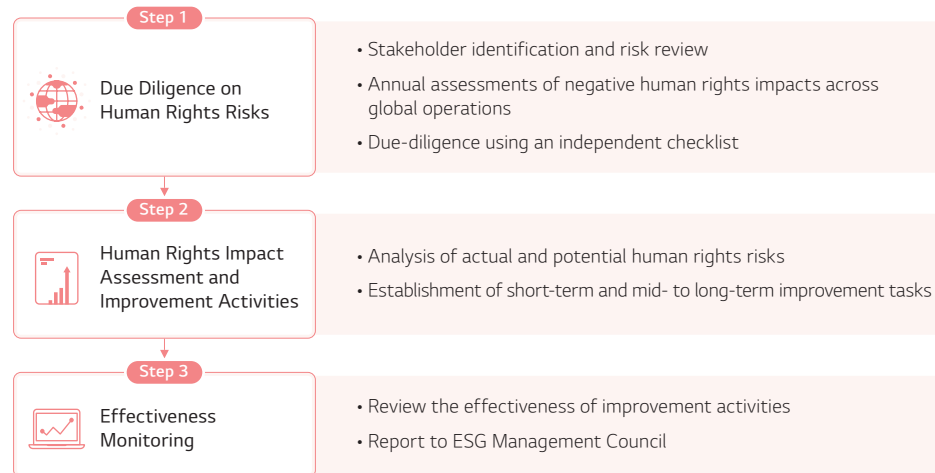 Step 1
Due Diligence on
Human Rights Risks
• Stakeholder identification and risk review
• Annual assessments of negative human rights impacts across
global operations
• Due-diligence using an independent checklist
Step 2
Human Rights Impact
Assessment and
Improvement Activities
• Analysis of actual and potential human rights risks
• Establishment of short-term and mid- to long-term improvement tasks
Step 3
Effectiveness
Monitoring
• Review the effectiveness of improvement activities
• Report to ESG Management Council